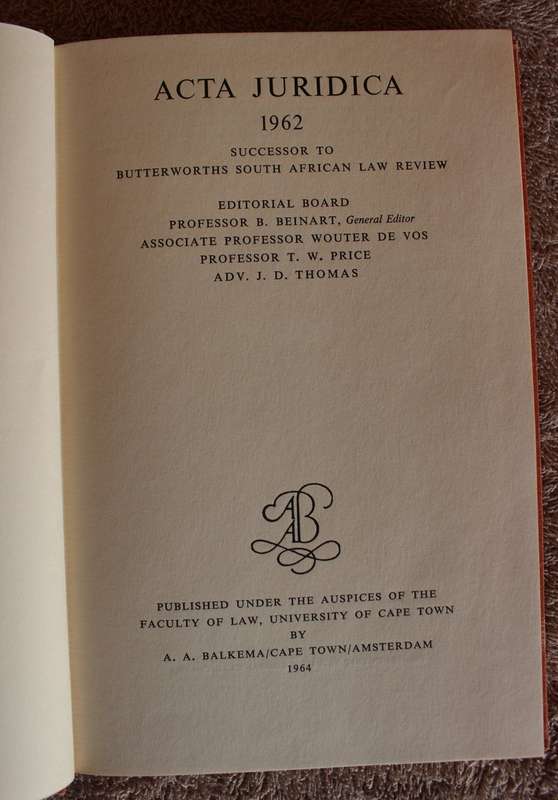 ACTA JURIDICA
1962
SUCCESSOR TO
BUTTERWORTHS SOUTH AFRICAN LAW REVIEW
EDITORIAL BOARD
PROFESSOR B. BEINART, General Editor
ASSOCIATE PROFESSOR WOUTER DE VOS
PROFESSOR T. W. PRICE
ADV. J. D. THOMAS
AAB
PUBLISHED UNDER THE AUSPICES OF THE
FACULTY OF LAW, UNIVERSITY OF CAPE TOWN
BY
A. A. BALKEMA/CAPE TOWN/AMSTERDAM
1964